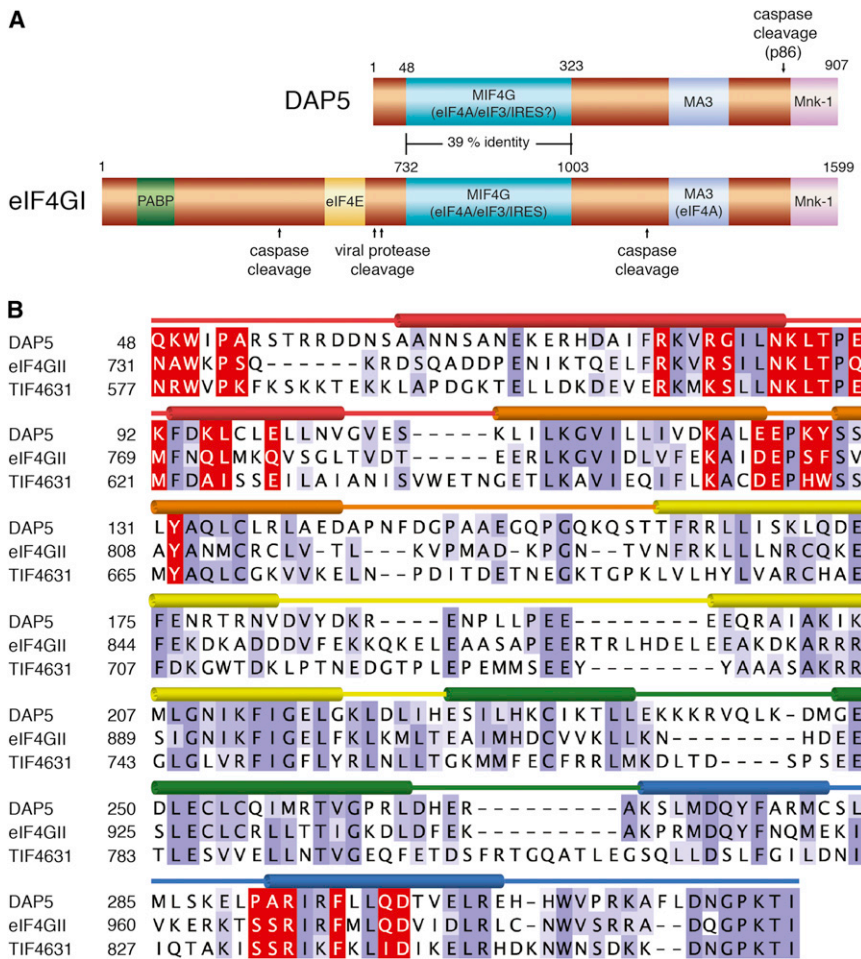 A
caspase
cleavage
(p86)
1 48 323 907
DAP5
MIF4G
(eIF4A/eIF3/IRES?)
MA3
Mnk-1
39 % identity
1 732 1003 1599
eIF4GI
PABP
eIF4E
MIF4G
(eIF4A/eIF3/IRES)
MA3
(eIF4A)
Mnk-1
caspase
cleavage
viral protease
cleavage
caspase
cleavage
B
DAP5 48 QKWIPARSTRRDDNSAANNSANEKERHDAIFRKVRGILNKLTPE
eIF4GII 731 NAWKPSQ------KRDSQADDPENIKTQELFRKVRSILNKLTPQ
TIF4631 577 NRWVPKFKSKKTEKKLAPDGKTELLDKDEVERKMKSLLNKLTPE
DAP5 92 KFDKLCLELLNVGVES-----KLILKGVILLIVDKALEEPKYSS
eIF4GII 769 MFNQLMKQVSGLTVDT-----EERLKGVIDLVFEKAIDEPSFSV
TIF4631 621 MFDAISSEILAIANISVWETNGETLKAVIEQIFLKACDEPHWSS
DAP5 131 LYAQLCLRLAEDAPNFDGPAAEGQPGQKQSTTFRRLLISKLQDE
eIF4GII 808 AYANMCRCLV-TL---KVPMAD-KPGN--TVNFRKLLLNRCQKE
TIF4631 665 MYAQLCGKVVKELN--PDITDETNEGKTGPKLVLHYLVARCHAE
DAP5 175 FENRTRNVDVYDKR----ENPLLPEE------EEQRAIAKIK
eIF4GII 844 FEKDKADDDVFEKKQKELEAASAPEERTRLHDELEEAKDKARRR
TIF4631 707 FDKGWTDKLPTNEDGTPLEPEMMSEEY--------YAAASAKRR
DAP5 207 MLGNIKFIGELGKLDLIHESILHKCIKTLLEKKKRVQLK-DMGE
eIF4GII 889 SIGNIKFIGELFKLKMLTEAIMHDCVVKLLKN-------HDEE
TIF4631 743 GLGLVRFIGFLYRLNLLTGKMMFECFRRLMKDLTD----SPSEE
DAP5 250 DLECLCQIMRTVGPRLDHER---------AKSLMDQYFARMCSL
eIF4GII 925 SLECLCRLLTTIGKDLDFEK---------AKPRMDQYFNQMEKI
TIF4631 783 TLESVVELLNTVGEQFETDSFRTGQATLEGSQLLDSLFGILDNI
DAP5 285 MLSKELPARIRFLLQDTVELREH-HWVPRKAFLDNGPKTI
eIF4GII 960 VKERKTSSRIRFMLQDVIDLRLC-NWVSRRA--DQGPKTI
TIF4631 827 IQTAKISSRIKFKLIDIKELRHDKNWNSDKK--DNGPKTI